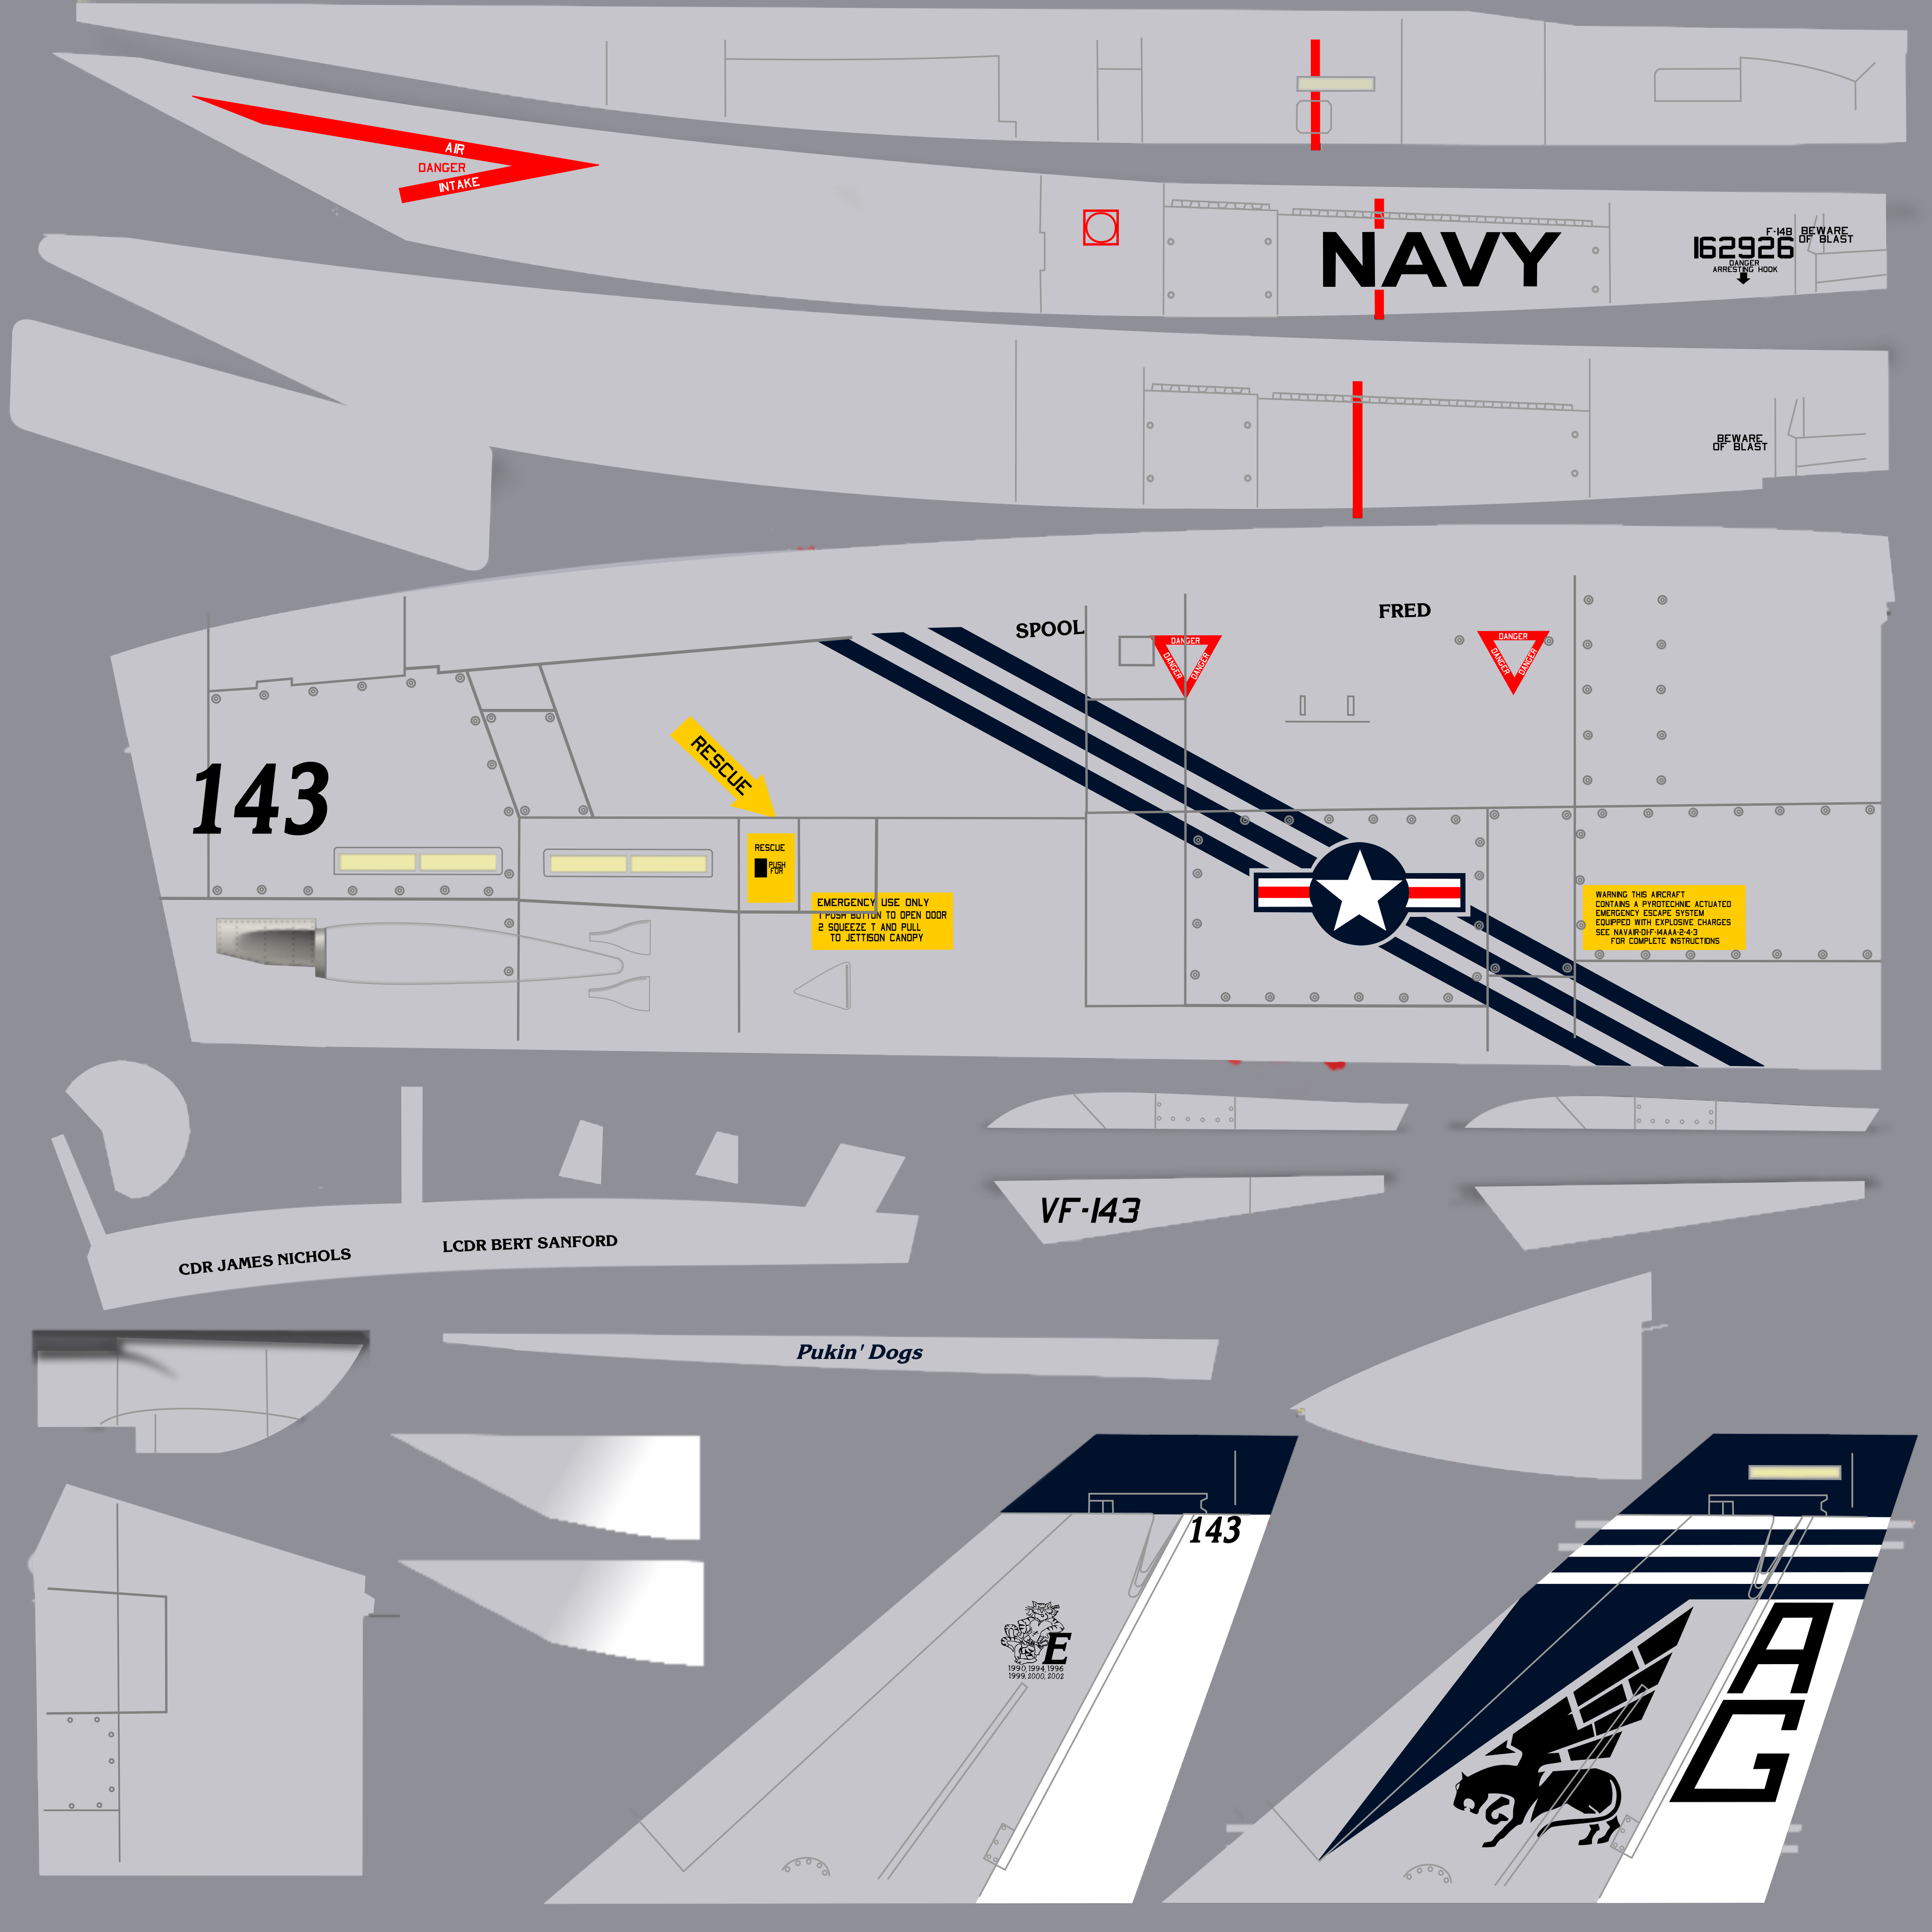 AIR
DANGER
INTAKE
NAVY
F-14B
162926
DANGER
ARRESTING HOOK
BEWARE
OF BLAST
BEWARE
OF BLAST
SPOOL
FRED
DANGER
DANGER
DANGER
DANGER
DANGER
DANGER
RESCUE
143
RESCUE
PUSH
FOR
EMERGENCY USE ONLY
1 PUSH BUTTON TO OPEN DOOR
2 SQUEEZE T AND PULL
TO JETTISON CANOPY
WARNING THIS AIRCRAFT
CONTAINS A PYROTECHNIC ACTUATED
EMERGENCY ESCAPE SYSTEM
EQUIPPED WITH EXPLOSIVE CHARGES
SEE NAVAIR-01-F-14AAA-2-4-3
FOR COMPLETE INSTRUCTIONS
VF-143
CDR JAMES NICHOLS
LCDR BERT SANFORD
Pukin' Dogs
143
E
1990, 1994, 1996
1999, 2000, 2002
A
G